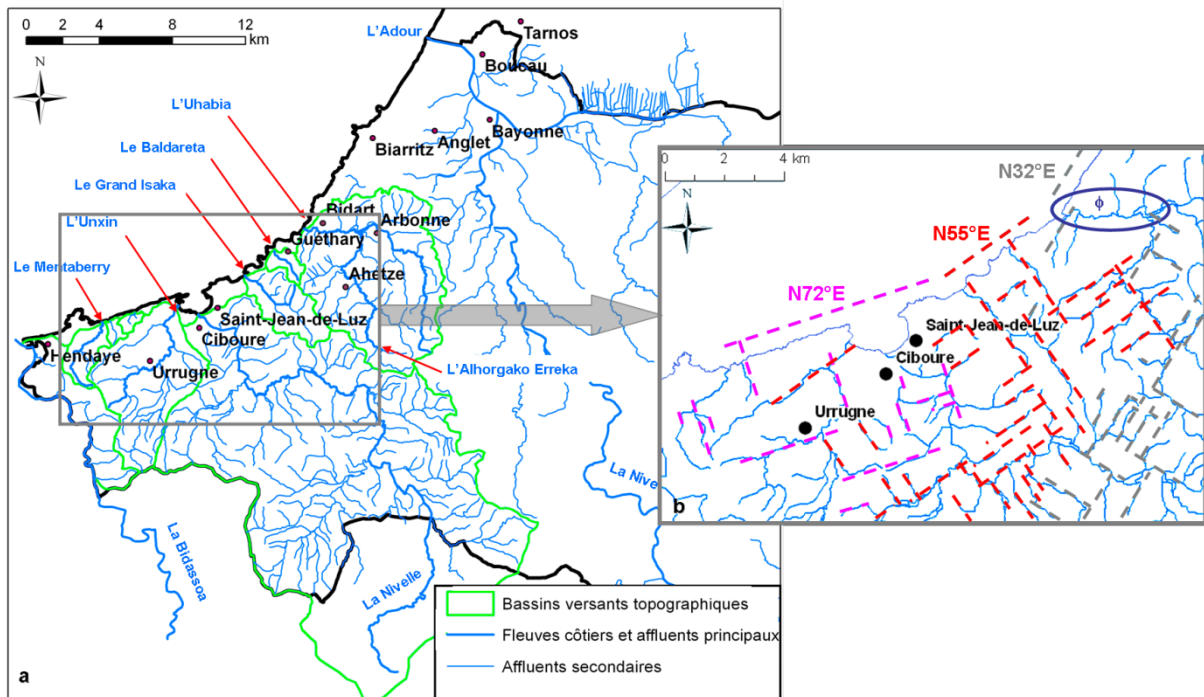 0 2 4 8 12
km
N
L'Adour
Tarnos
Boucau
L'Uhabia
Bayonne
Anglet
Biarritz
Le Baldareta
Le Grand Isaka
L'Unxin
Bidart
Arbonne
Guéthary
Le Mentaberry
Ahetze
Saint-Jean-de-Luz
Ciboure
Hendaye
Urrugne
L'Alhorgako Erreka
La Nive
La Bidassoa
La Nivelle
Bassins versants topographiques
Fleuves côtiers et affluents principaux
Affluents secondaires
a
0 2 4 km
N
N32°E
ϕ
N55°E
N72°E
Saint-Jean-de-Luz
Ciboure
Urrugne
b